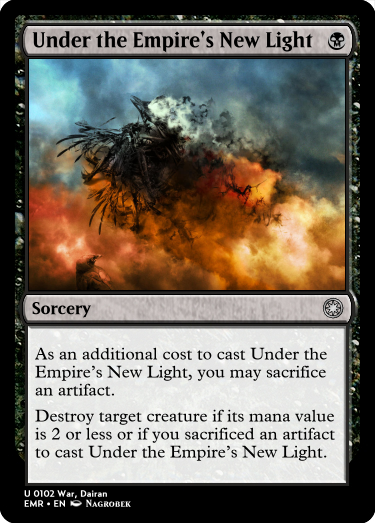 Under the Empire's New Light
Sorcery
As an additional cost to cast Under the
Empire's New Light, you may sacrifice
an artifact.
Destroy target creature if its mana value
is 2 or less or if you sacrificed an artifact
to cast Under the Empire's New Light.
U 0102 War, Dairan
EMR • EN Nagrobek